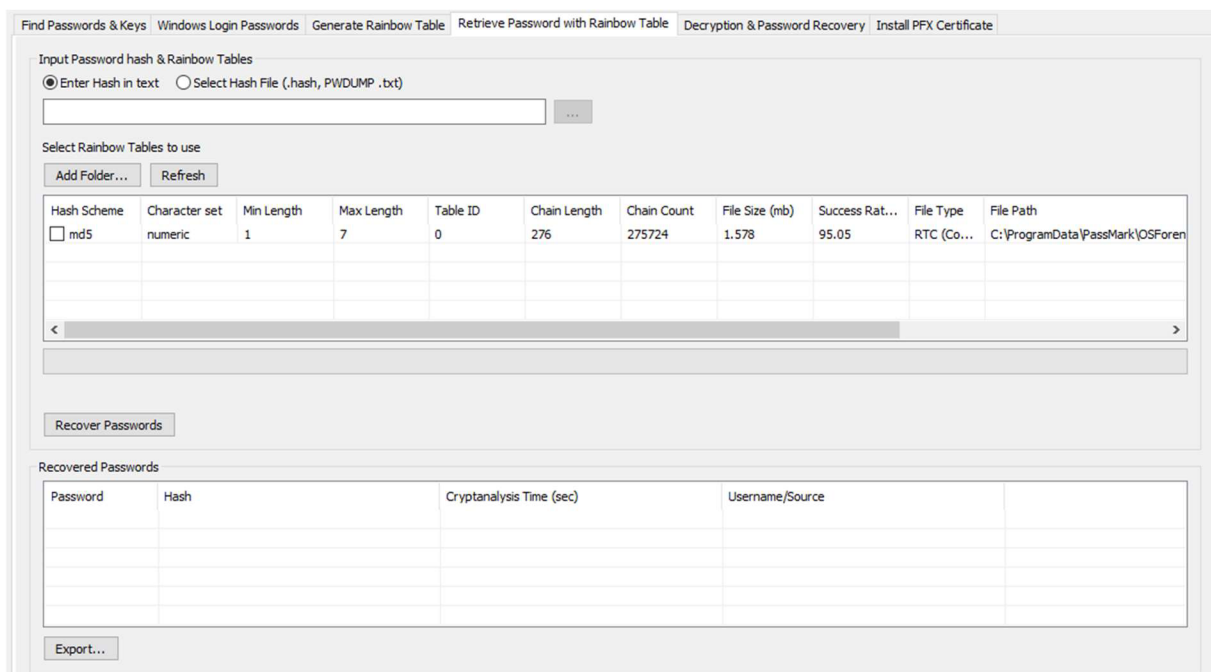 Find Passwords & Keys Windows Login Passwords Generate Rainbow Table Retrieve Password with Rainbow Table Decryption & Password Recovery Install PFX Certificate
Input Password hash & Rainbow Tables
Enter Hash in text Select Hash File (.hash, PWDUMP .txt)
...
Select Rainbow Tables to use
Add Folder... Refresh
Hash Scheme Character set Min Length Max Length Table ID Chain Length Chain Count File Size (mb) Success Rat... File Type File Path
md5 numeric 1 7 0 276 275724 1.578 95.05 RTC (Co... C:\ProgramData\PassMark\OSForen
Recover Passwords
Recovered Passwords
Password Hash Cryptanalysis Time (sec) Username/Source
Export...